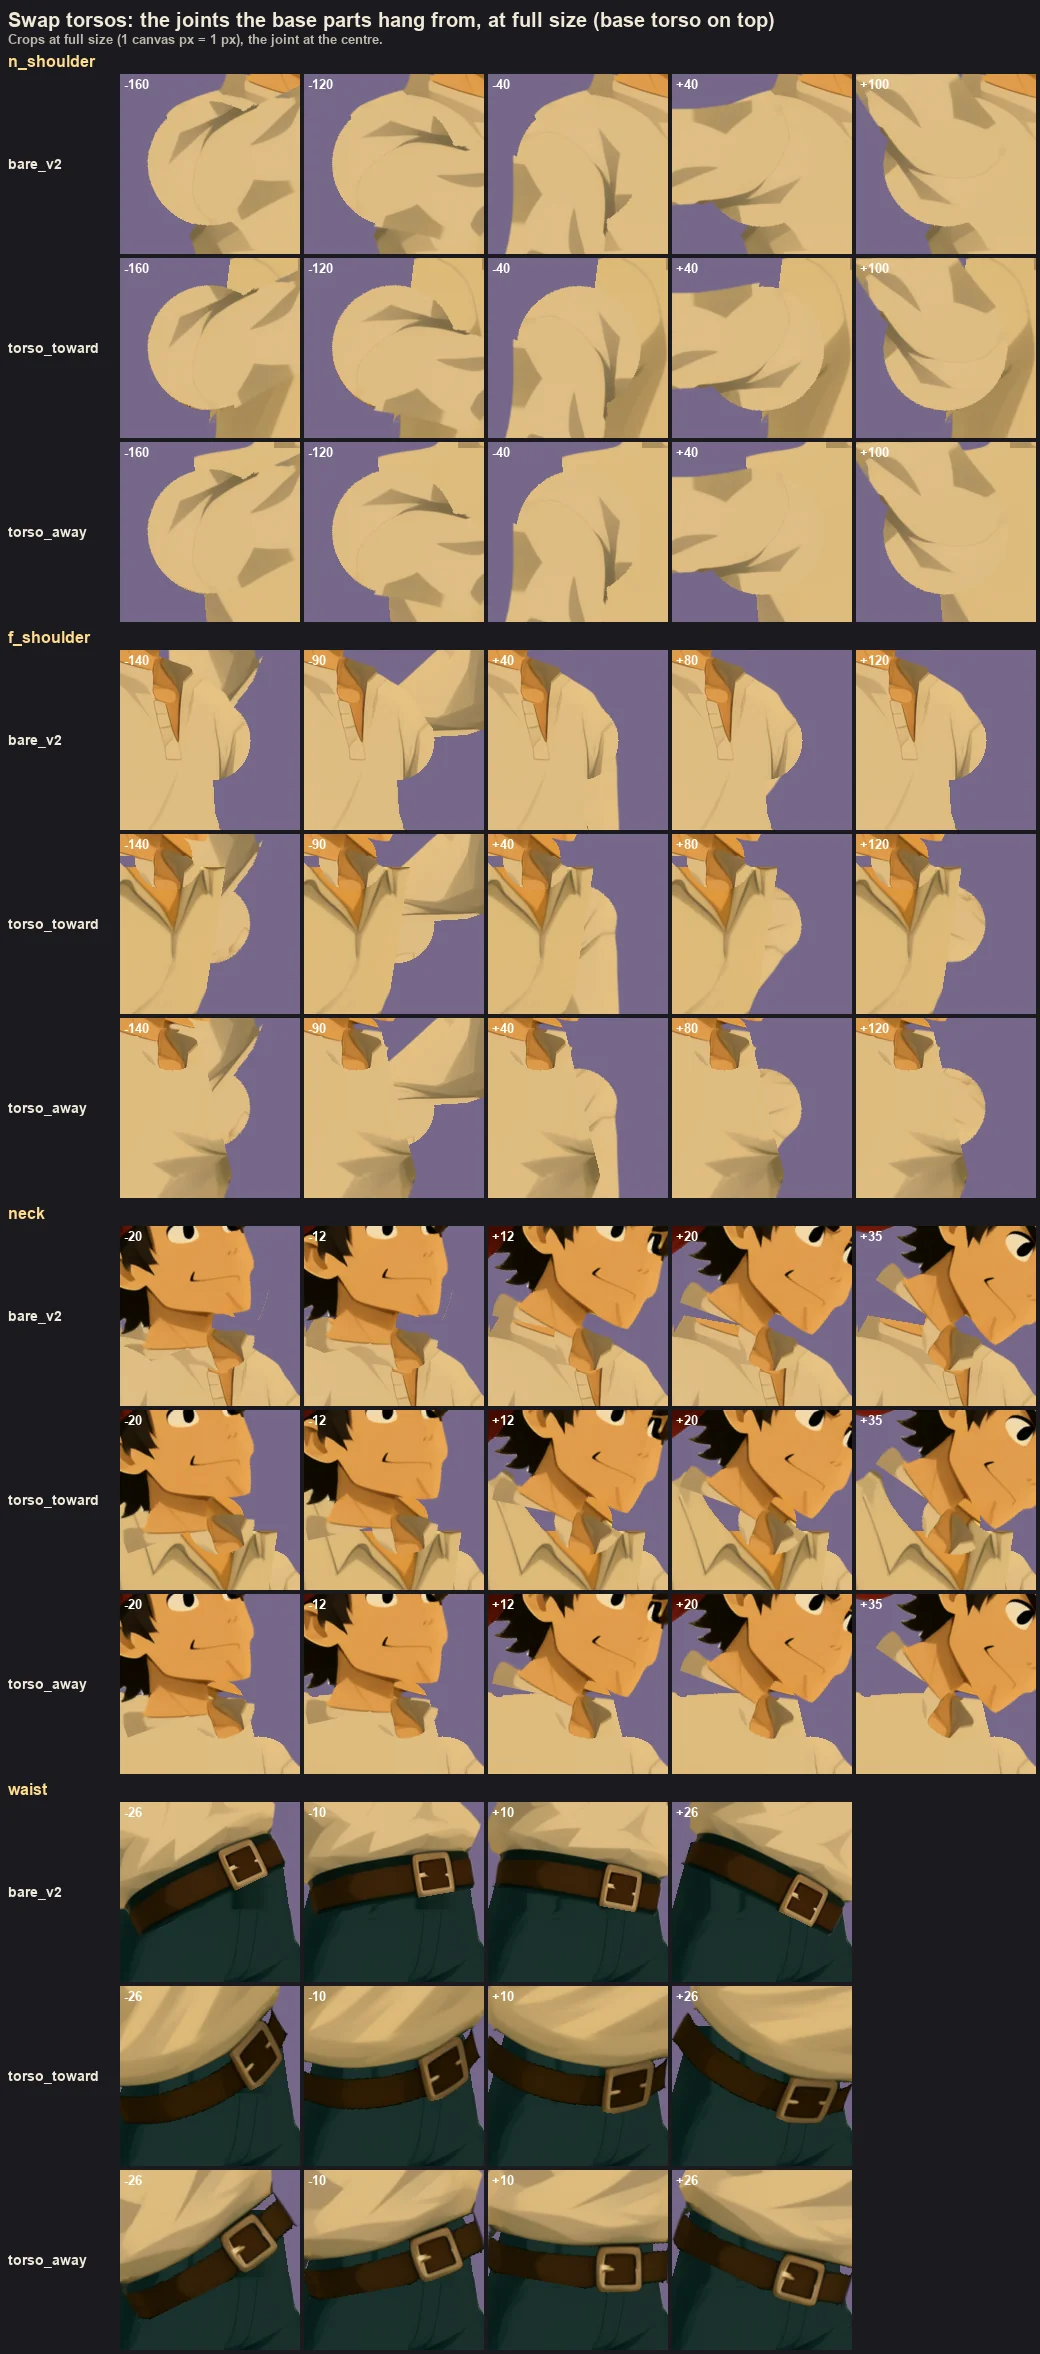 Swap torsos: the joints the base parts hang from, at full size (base torso on top)
Crops at full size (1 canvas px = 1 px), the joint at the centre.
n_shoulder
-160 -120 -40 +40 +100
bare_v2
-160 -120 -40 +40 +100
torso_toward
-160 -120 -40 +40 +100
torso_away
f_shoulder
-140 -90 +40 +80 +120
bare_v2
-140 -90 +40 +80 +120
torso_toward
-140 -90 +40 +80 +120
torso_away
neck
-20 -12 +12 +20 +35
bare_v2
-20 -12 +12 +20 +35
torso_toward
-20 -12 +12 +20 +35
torso_away
waist
-26 -10 +10 +26
bare_v2
-26 -10 +10 +26
torso_toward
-26 -10 +10 +26
torso_away